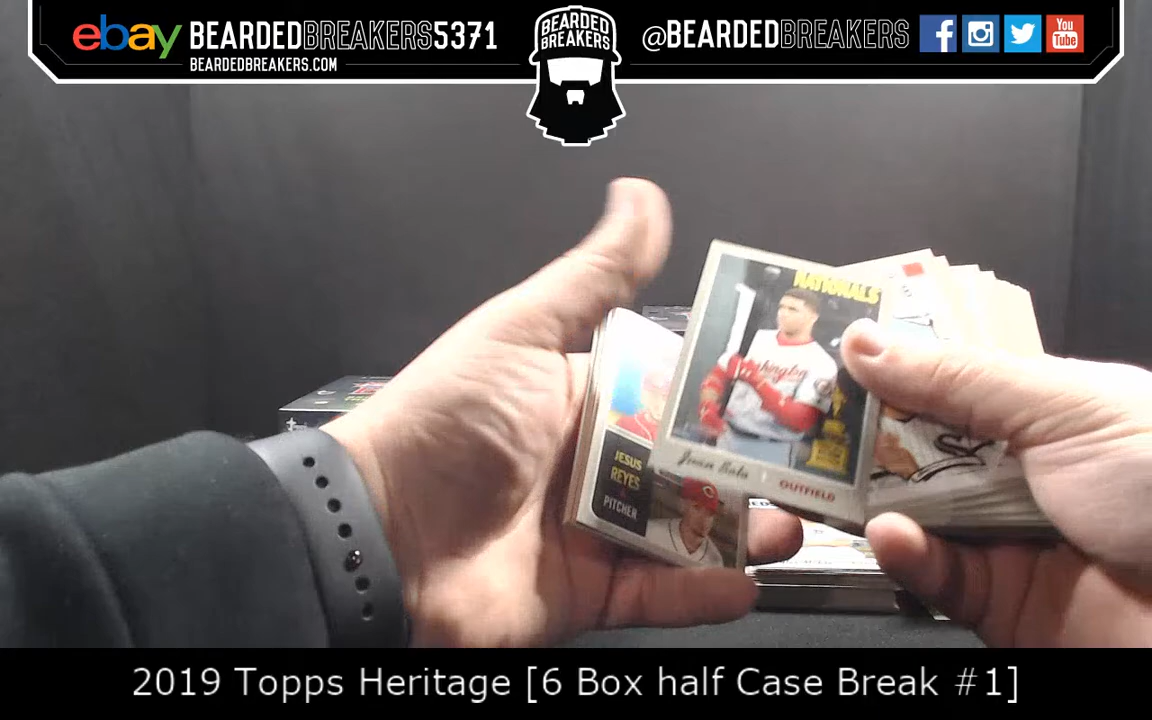 ebay BEARDEDBREAKERS5371
BEARDEDBREAKERS.COM
BEARDED
BREAKERS
@BEARDEDBREAKERS
You
Tube
NATIONALS
Washington
Juan Soto
OUTFIELD
JESUS
REYES
PITCHER
2019 Topps Heritage [6 Box half Case Break #1]